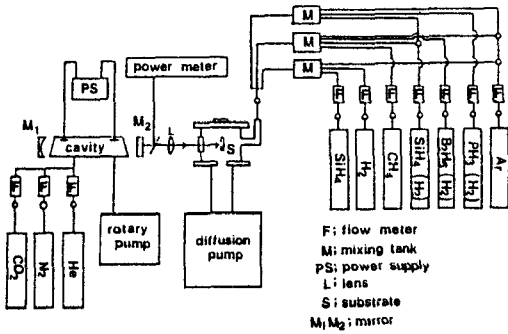 M
M
M
power meter
PS
M₁
cavity
M₂
L
S
F
F
F
F
F
F
F
F
F
F
CO₂
N₂
He
rotary
pump
diffusion
pump
SiH₄
H₂
CH₄
SiH₄ (H₂)
B₂H₅ (H₂)
PH₃ (H₂)
Ar
F; flow meter
M; mixing tank
PS; power supply
L; lens
S; substrate
M₁M₂; mirror